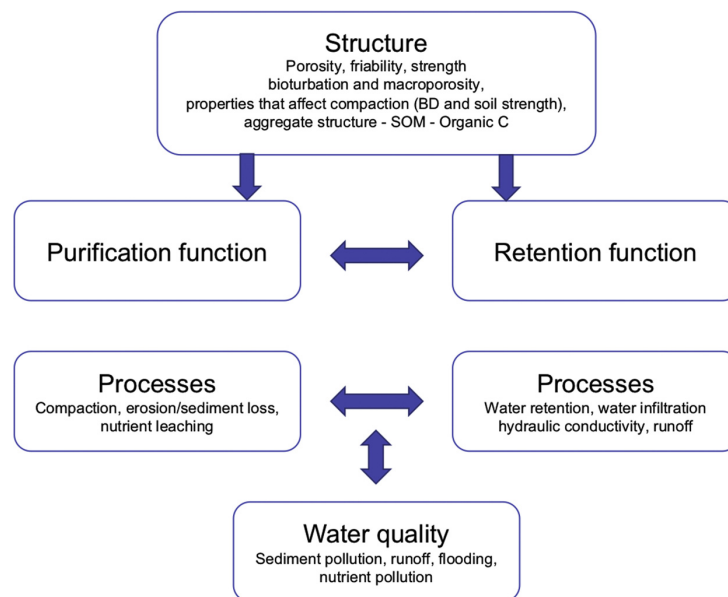 Structure
Porosity, friability, strength
bioturbation and macroporosity,
properties that affect compaction (BD and soil strength),
aggregate structure - SOM - Organic C
Purification function
Retention function
Processes
Compaction, erosion/sediment loss,
nutrient leaching
Processes
Water retention, water infiltration
hydraulic conductivity, runoff
Water quality
Sediment pollution, runoff, flooding,
nutrient pollution